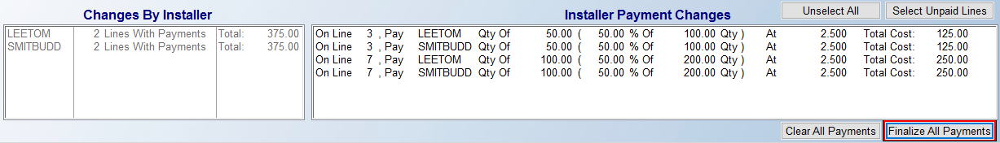 Changes By Installer
LEETOM 2 Lines With Payments Total: 375.00
SMITBUDD 2 Lines With Payments Total: 375.00
Installer Payment Changes
Unselect All
Select Unpaid Lines
On Line 3 , Pay LEETOM Qty Of 50.00 ( 50.00 % Of 100.00 Qty ) At 2.500 Total Cost: 125.00
On Line 3 , Pay SMITBUDD Qty Of 50.00 ( 50.00 % Of 100.00 Qty ) At 2.500 Total Cost: 125.00
On Line 7 , Pay LEETOM Qty Of 100.00 ( 50.00 % Of 200.00 Qty ) At 2.500 Total Cost: 250.00
On Line 7 , Pay SMITBUDD Qty Of 100.00 ( 50.00 % Of 200.00 Qty ) At 2.500 Total Cost: 250.00
Clear All Payments
Finalize All Payments